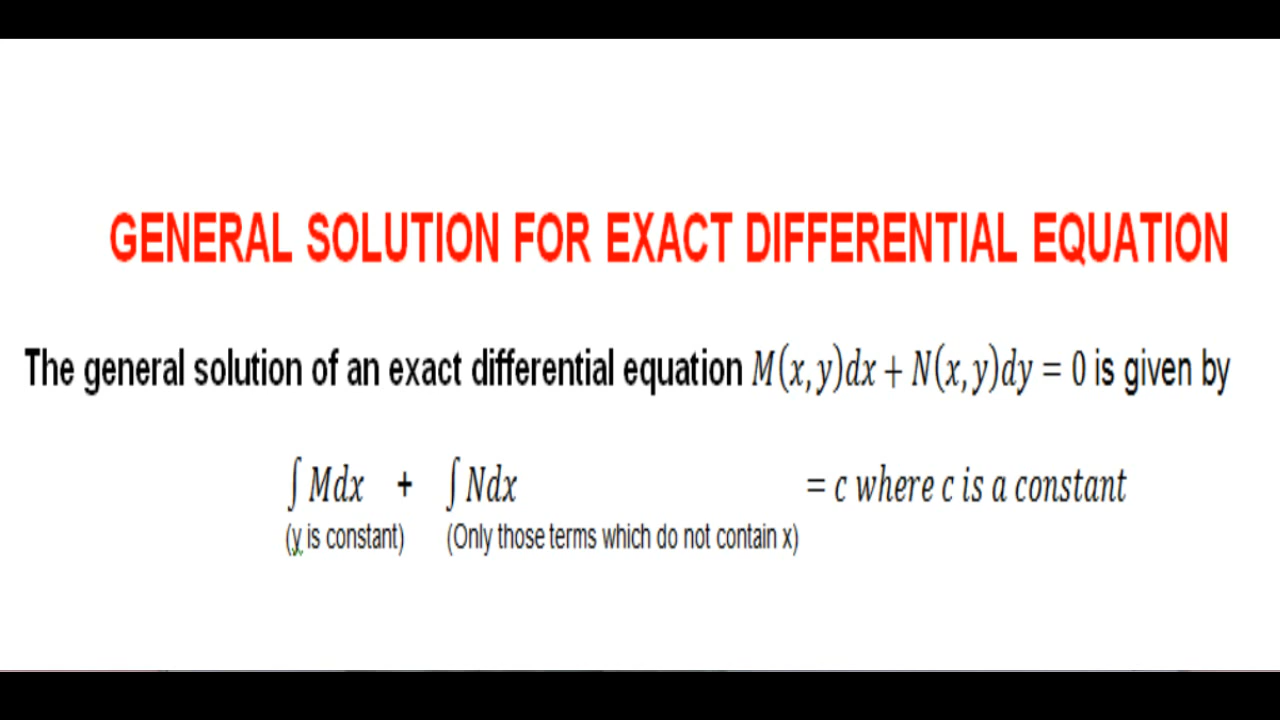 GENERAL SOLUTION FOR EXACT DIFFERENTIAL EQUATION
The general solution of an exact differential equation M(x,y)dx + N(x,y)dy = 0 is given by
∫ Mdx + ∫ Ndx = c where c is a constant
(y is constant) (Only those terms which do not contain x)